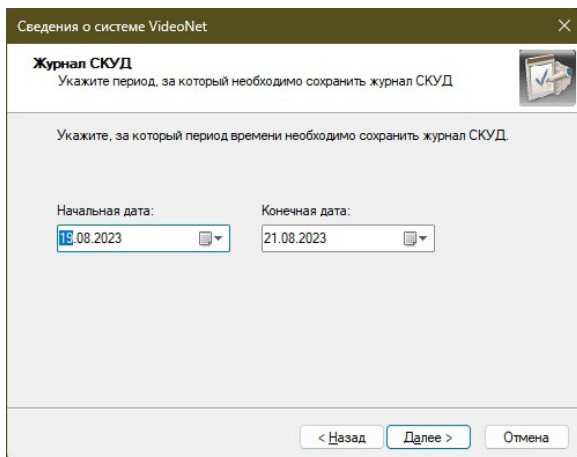 Сведения о системе VideoNet
Журнал СКУД
Укажите период, за который необходимо сохранить журнал СКУД
Укажите, за который период времени необходимо сохранить журнал СКУД.
Начальная дата: Конечная дата:
19.08.2023 21.08.2023
< Назад Далее > Отмена